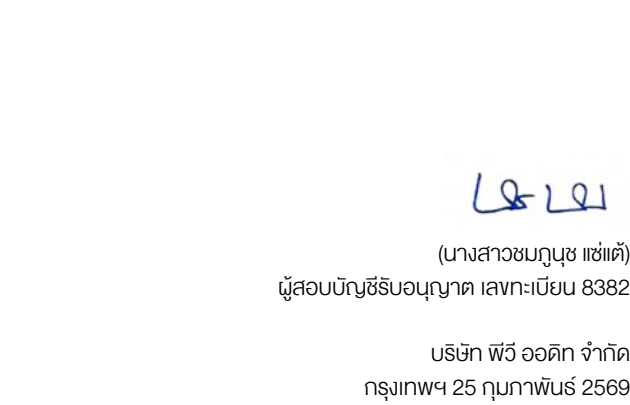 (นางสาวชมภูนุช แซ่แต้)
ผู้สอบบัญชีรับอนุญาต เลขทะเบียน 8382
บริษัท พีวี ออดิท จำกัด
กรุงเทพฯ 25 กุมภาพันธ์ 2569